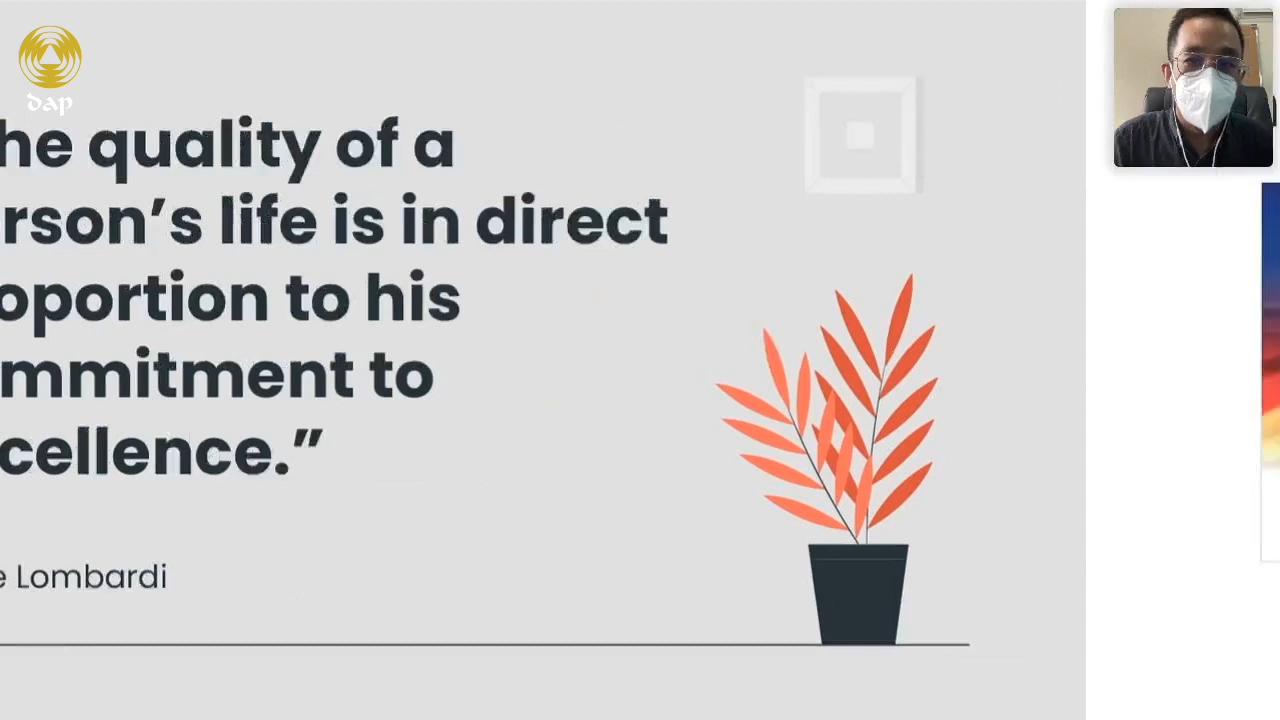 dap
he quality of a
rson’s life is in direct
oportion to his
mmitment to
cellence.”
e Lombardi